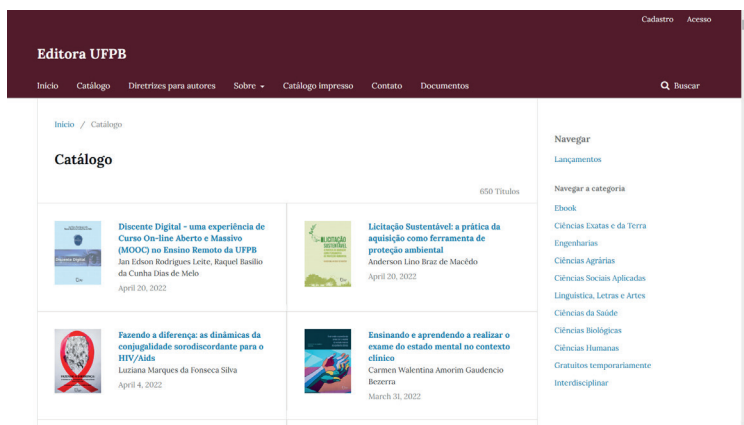 Cadastro Acesso
Editora UFPB
Início Catálogo Diretrizes para autores Sobre Catálogo impresso Contato Documentos Buscar
Início / Catálogo
Catálogo
650 Títulos
Discente Digital - uma experiência de
Curso On-line Aberto e Massivo
(MOOC) no Ensino Remoto da UFPB
Jan Edson Rodrigues Leite, Raquel Basílio
da Cunha Dias de Melo
April 20, 2022
LICITAÇÃO
SUSTENTÁVEL
Licitação Sustentável: a prática da
aquisição como ferramenta de
proteção ambiental
Anderson Lino Braz de Macêdo
April 20, 2022
Fazendo a diferença: as dinâmicas da
conjugalidade sorodiscordante para o
HIV/Aids
Luziana Marques da Fonseca Silva
April 4, 2022
Ensinando e aprendendo a realizar o
exame do estado mental no contexto
clínico
Carmen Walentina Amorim Gaudencio
Bezerra
March 31, 2022
Navegar
Lançamentos
Navegar a categoria
Ebook
Ciências Exatas e da Terra
Engenharias
Ciências Agrárias
Ciências Sociais Aplicadas
Linguística, Letras e Artes
Ciências da Saúde
Ciências Biológicas
Ciências Humanas
Gratuitos temporariamente
Interdisciplinar